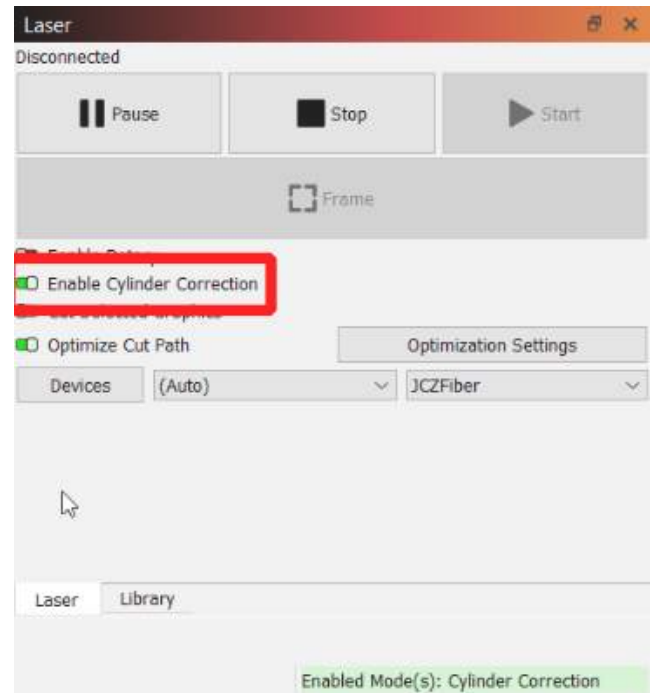 Laser
Disconnected
Pause Stop Start
Frame
Enable Cylinder Correction
Optimize Cut Path Optimization Settings
Devices (Auto) JCZFiber
Laser Library
Enabled Mode(s): Cylinder Correction